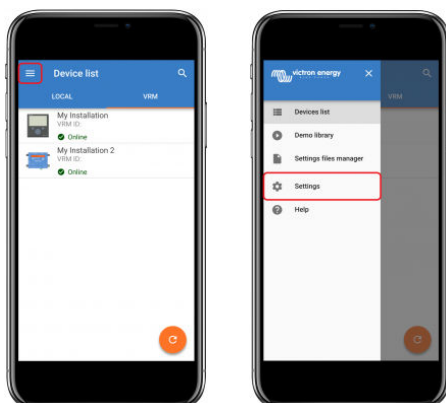 Device list
LOCAL
VRM
My Installation
VRM ID:
Online
My Installation 2
VRM ID:
Online
victron energy
VRM
Devices list
Demo library
Settings files manager
Settings
Help